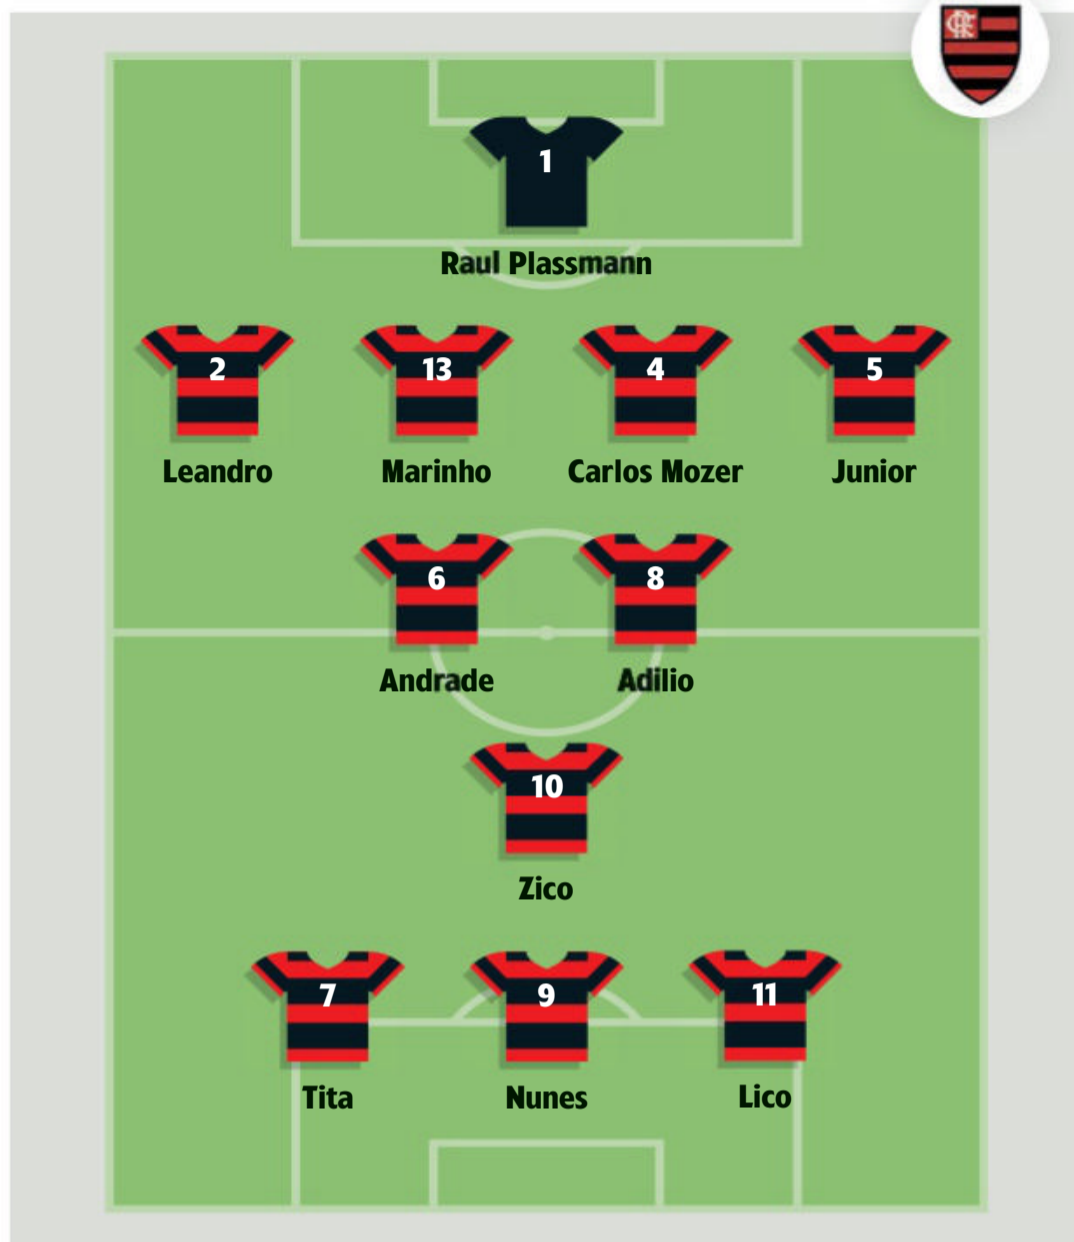 CRF
1
Raul Plassmann
2 13 4 5
Leandro Marinho Carlos Mozer Junior
6 8
Andrade Adilio
10
Zico
7 9 11
Tita Nunes Lico